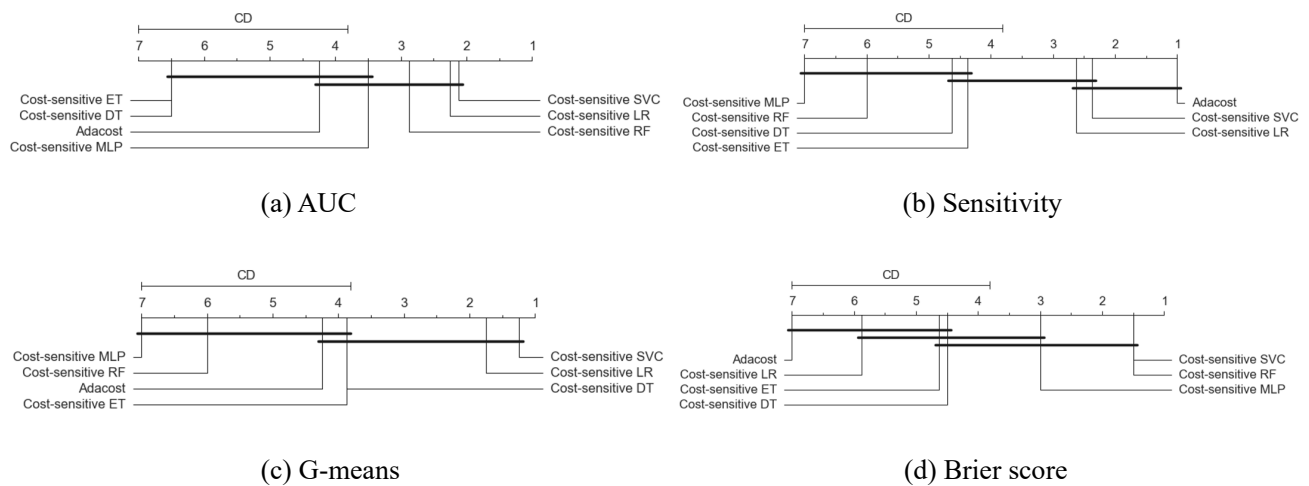 CD
7 6 5 4 3 2 1
Cost-sensitive ET
Cost-sensitive DT
Adacost
Cost-sensitive MLP
Cost-sensitive SVC
Cost-sensitive LR
Cost-sensitive RF
(a) AUC
CD
7 6 5 4 3 2 1
Cost-sensitive MLP
Cost-sensitive RF
Cost-sensitive DT
Cost-sensitive ET
Adacost
Cost-sensitive SVC
Cost-sensitive LR
(b) Sensitivity
CD
7 6 5 4 3 2 1
Cost-sensitive MLP
Cost-sensitive RF
Adacost
Cost-sensitive ET
Cost-sensitive SVC
Cost-sensitive LR
Cost-sensitive DT
(c) G-means
CD
7 6 5 4 3 2 1
Adacost
Cost-sensitive LR
Cost-sensitive ET
Cost-sensitive DT
Cost-sensitive SVC
Cost-sensitive RF
Cost-sensitive MLP
(d) Brier score